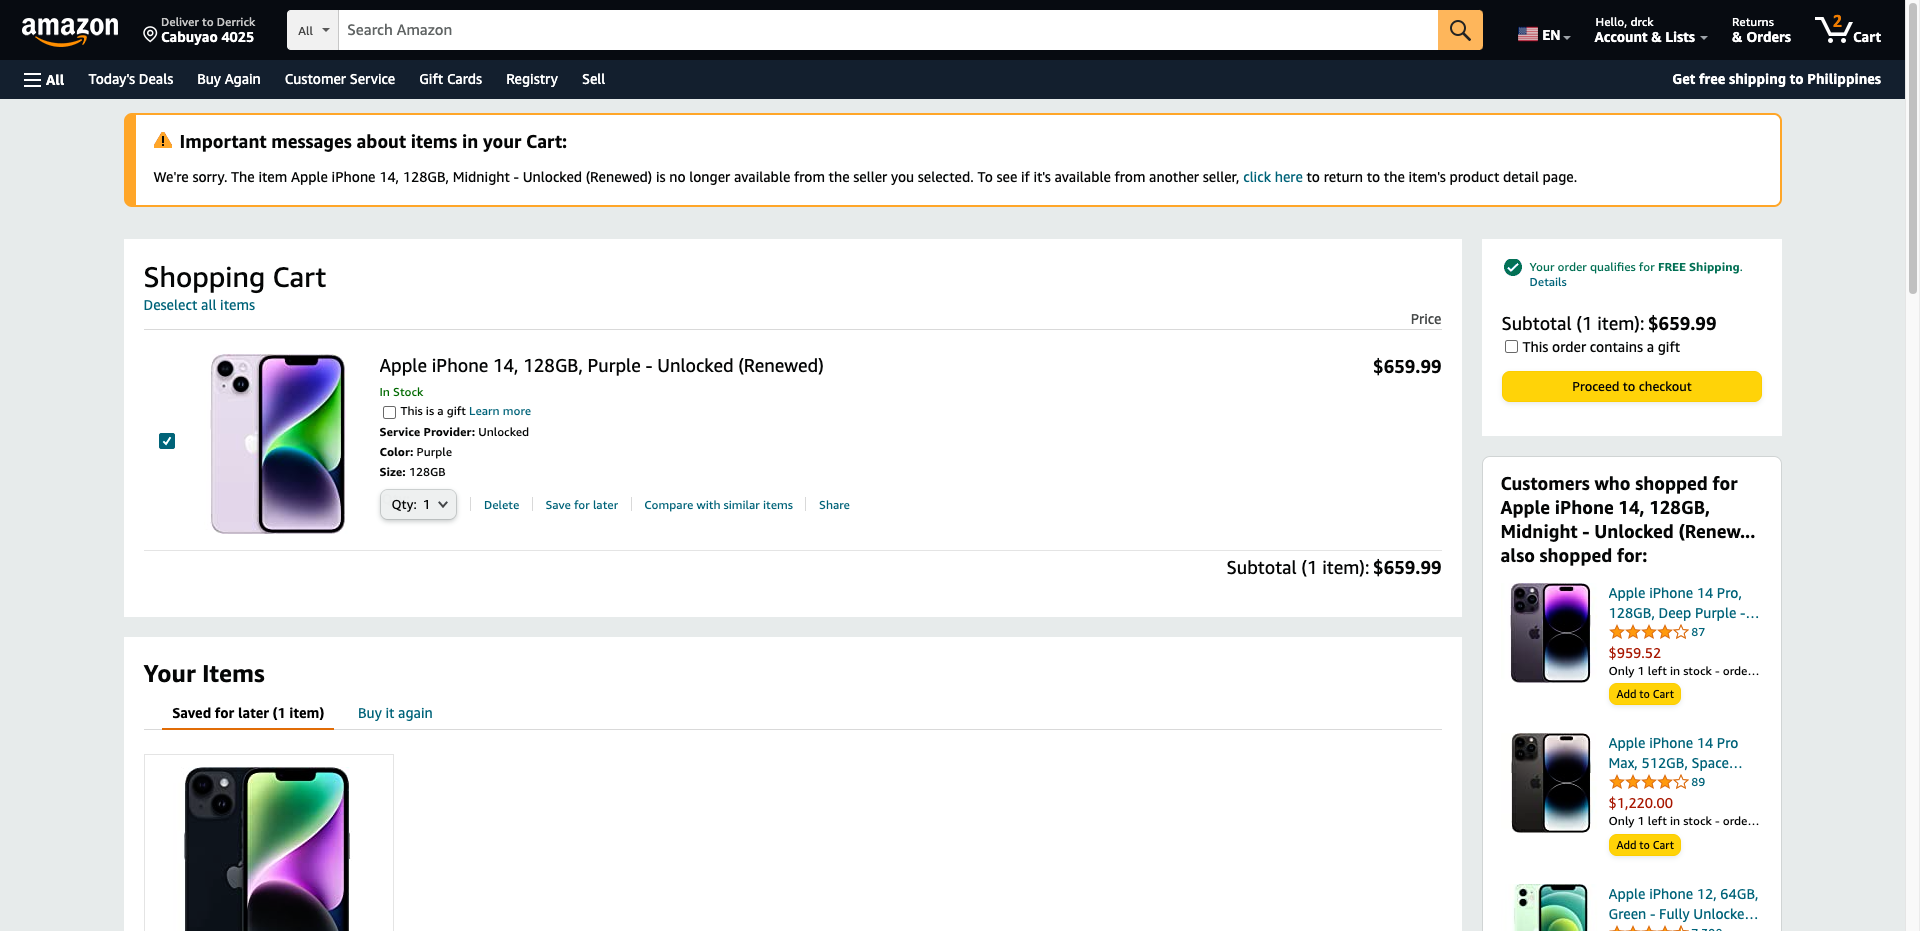 amazon
Deliver to Derrick
Cabuyao 4025
All
Search Amazon
EN
Hello, drck
Account & Lists
Returns
& Orders
2
Cart
All
Today's Deals
Buy Again
Customer Service
Gift Cards
Registry
Sell
Get free shipping to Philippines
Important messages about items in your Cart:
We're sorry. The item Apple iPhone 14, 128GB, Midnight - Unlocked (Renewed) is no longer available from the seller you selected. To see if it's available from another seller, click here to return to the item's product detail page.
Shopping Cart
Deselect all items
Price
Apple iPhone 14, 128GB, Purple - Unlocked (Renewed)
$659.99
In Stock
This is a gift Learn more
Service Provider: Unlocked
Color: Purple
Size: 128GB
Qty: 1
Delete
Save for later
Compare with similar items
Share
Subtotal (1 item): $659.99
Your order qualifies for FREE Shipping.
Details
Subtotal (1 item): $659.99
This order contains a gift
Proceed to checkout
Customers who shopped for
Apple iPhone 14, 128GB,
Midnight - Unlocked (Renew...
also shopped for:
Apple iPhone 14 Pro,
128GB, Deep Purple -...
87
$959.52
Only 1 left in stock - orde...
Add to Cart
Apple iPhone 14 Pro
Max, 512GB, Space...
89
$1,220.00
Only 1 left in stock - orde...
Add to Cart
Apple iPhone 12, 64GB,
Green - Fully Unlocke...
Your Items
Saved for later (1 item)
Buy it again